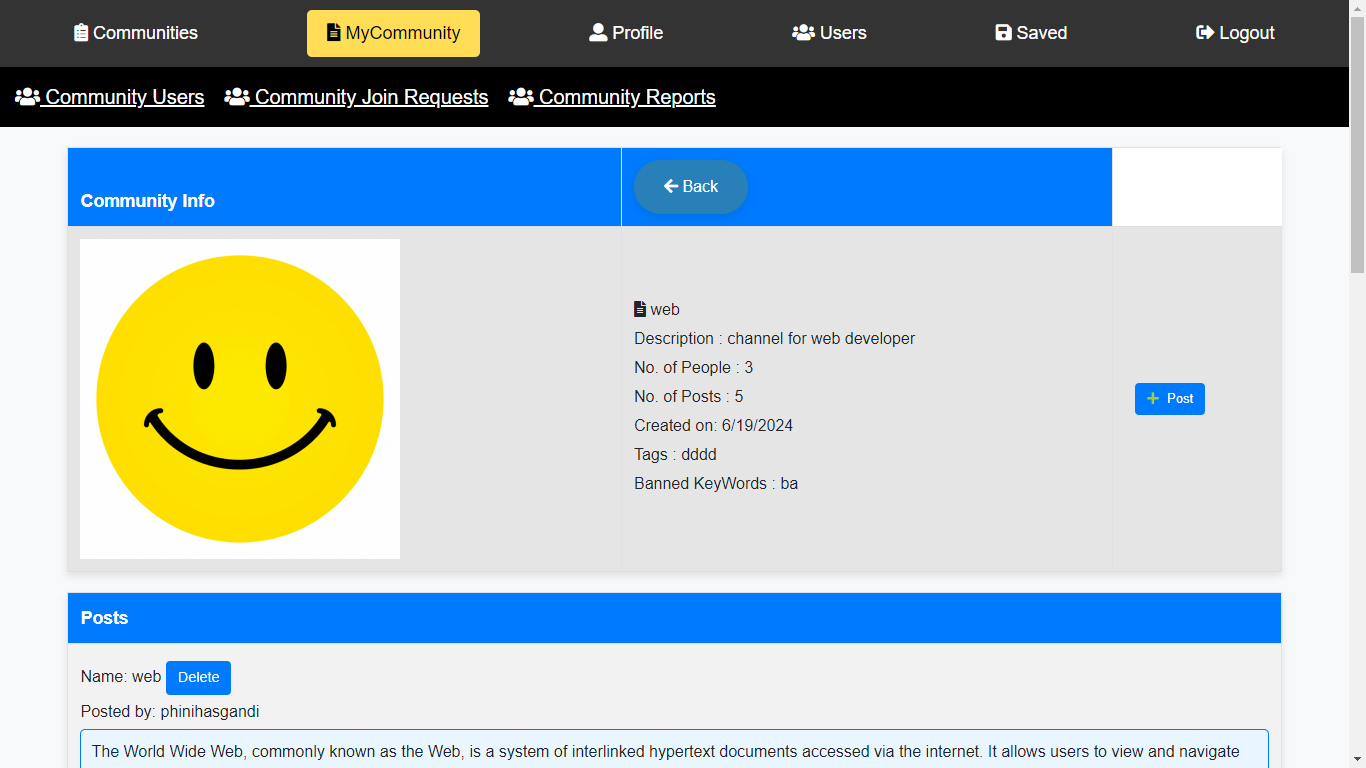 Communities MyCommunity Profile Users Saved Logout
Community Users Community Join Requests Community Reports
Community Info
Back
web
Description : channel for web developer
No. of People : 3
No. of Posts : 5
Created on: 6/19/2024
Tags : dddd
Banned KeyWords : ba
+ Post
Posts
Name: web Delete
Posted by: phinihasgandi
The World Wide Web, commonly known as the Web, is a system of interlinked hypertext documents accessed via the internet. It allows users to view and navigate